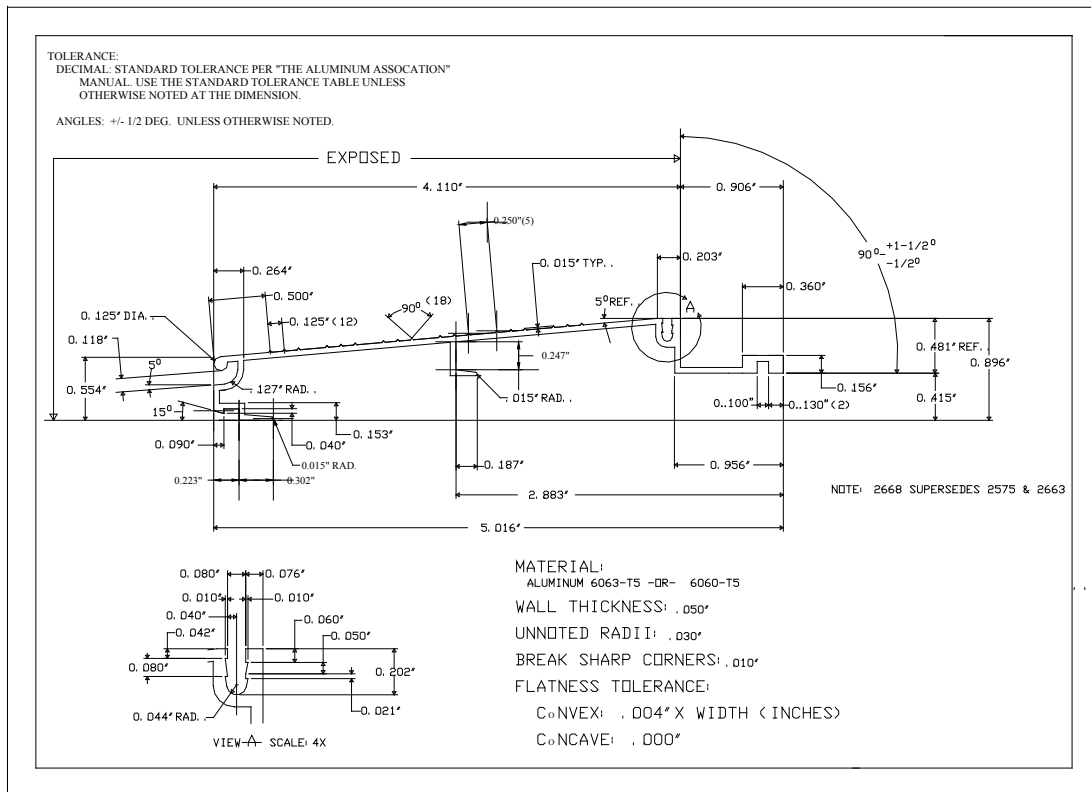 TOLERANCE:
DECIMAL: STANDARD TOLERANCE PER "THE ALUMINUM ASSOCATION"
MANUAL. USE THE STANDARD TOLERANCE TABLE UNLESS
OTHERWISE NOTED AT THE DIMENSION.
ANGLES: +/- 1/2 DEG. UNLESS OTHERWISE NOTED.
EXPOSED
4.110"
0.906"
0.250"(5)
90° +1-1/2°
-1/2°
0.264"
0.015" TYP..
0.203"
0.500"
0.360"
90° (18)
5° REF..
A
0.125" DIA..
0.125" (12)
0.118"
0.481" REF..
0.896"
5°
0.247"
0.554"
.127" RAD..
.015" RAD..
0.156"
0.415"
15°
0..100"
0..130" (2)
0.153"
0.090"
0.040"
0.015" RAD.
0.187"
0.956"
0.223"
0.302"
2.883"
NOTE: 2668 SUPERSEDES 2575 & 2663
5.016"
0.080"
0.076"
0.010"
0.010"
0.040"
0.060"
0.042"
0.050"
0.080"
0.202"
0.021"
0.044" RAD..
VIEW A SCALE: 4X
MATERIAL:
ALUMINUM 6063-T5 -OR- 6060-T5
WALL THICKNESS: .050"
UNNOTED RADII: .030"
BREAK SHARP CORNERS: .010"
FLATNESS TOLERANCE:
CoNVEX: .004" X WIDTH (INCHES)
CoNCAVE: .000"